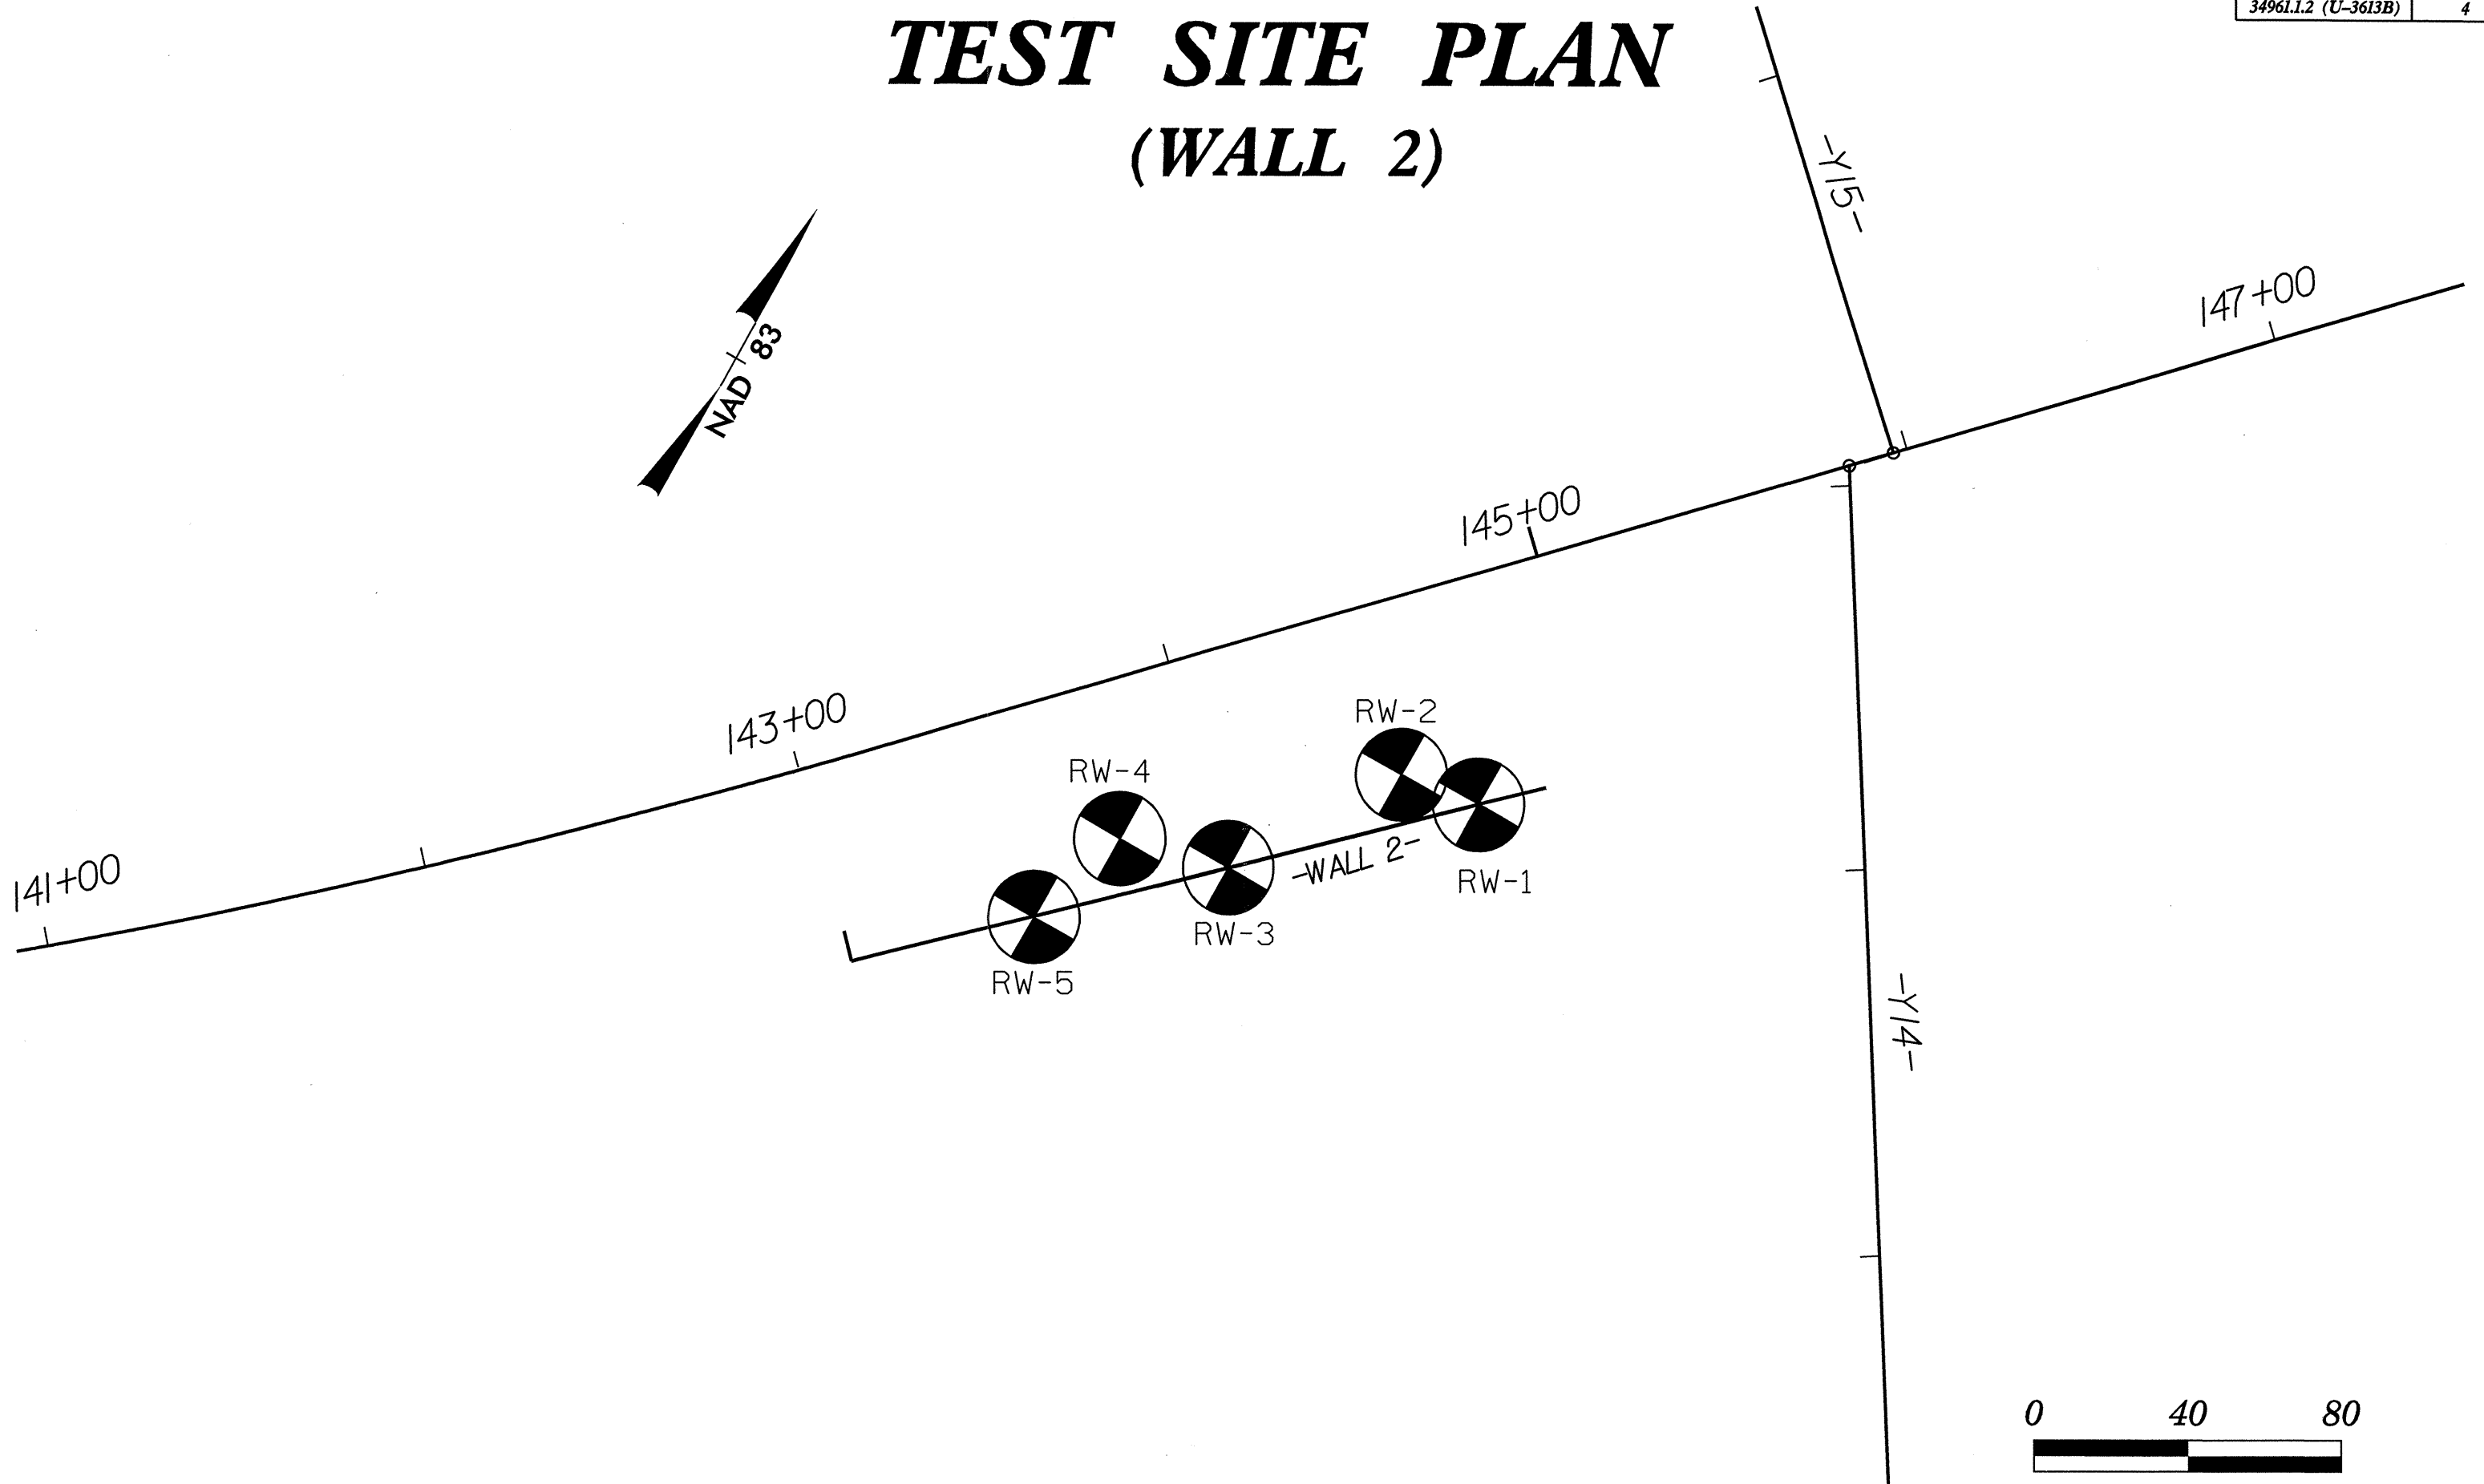 34961.1.2 (U-3613B) 4
TEST SITE PLAN
(WALL 2)
-Y15-
NAD 83
147+00
145+00
143+00
141+00
RW-2
RW-4
-WALL 2-
RW-1
RW-3
RW-5
-Y14-
0 40 80